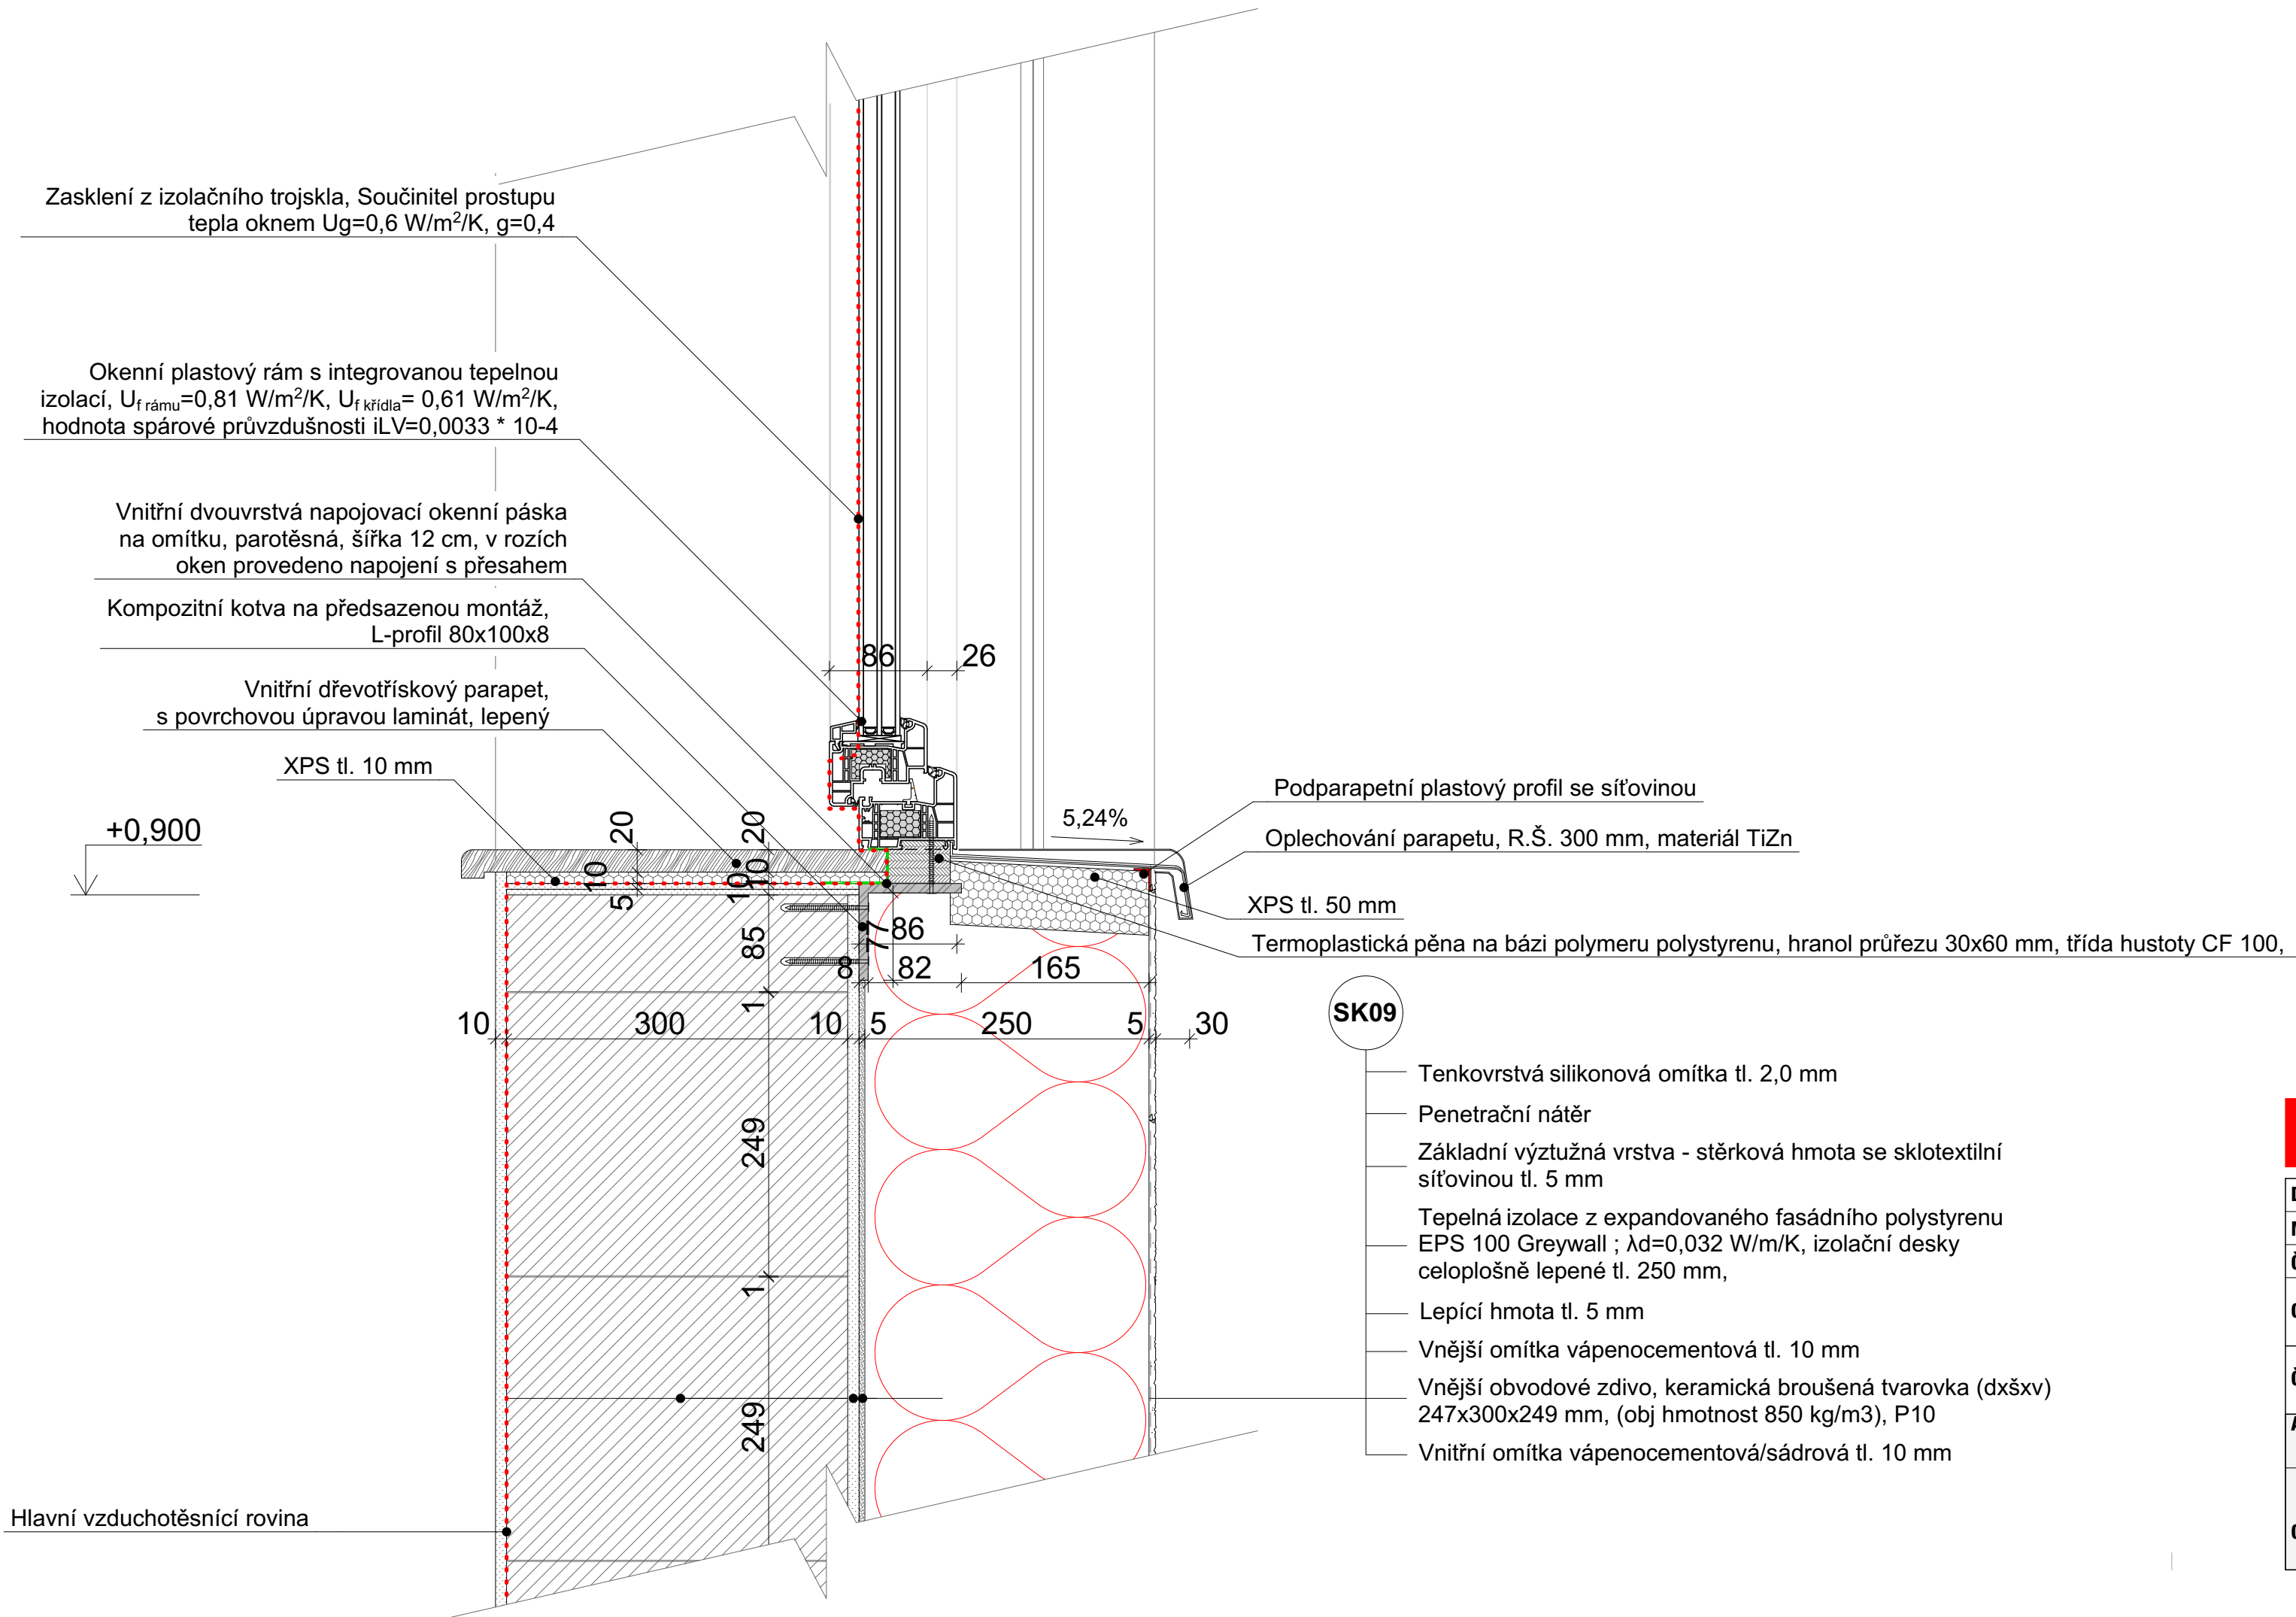 Zasklení z izolačního trojskla, Součinitel prostupu
tepla oknem Ug=0,6 W/m²/K, g=0,4
Okenní plastový rám s integrovanou tepelnou
izolací, Uf rámu=0,81 W/m²/K, Uf křídla= 0,61 W/m²/K,
hodnota spárové průvzdušnosti iLV=0,0033 * 10-4
Vnitřní dvouvrstvá napojovací okenní páska
na omítku, parotěsná, šířka 12 cm, v rozích
oken provedeno napojení s přesahem
Kompozitní kotva na předsazenou montáž,
L-profil 80x100x8
Vnitřní dřevotřískový parapet,
s povrchovou úpravou laminát, lepený
XPS tl. 10 mm
+0,900
86
26
20
20
10
10
10
5
5,24%
Podparapetní plastový profil se síťovinou
Oplechování parapetu, R.Š. 300 mm, materiál TiZn
XPS tl. 50 mm
Termoplastická pěna na bázi polymeru polystyrenu, hranol průřezu 30x60 mm, třída hustoty CF 100,
85
77
86
8
82
165
1
10
300
10
5
250
5
30
249
1
249
SK09
Tenkovrstvá silikonová omítka tl. 2,0 mm
Penetrační nátěr
Základní výztužná vrstva - stěrková hmota se sklotextilní
síťovinou tl. 5 mm
Tepelná izolace z expandovaného fasádního polystyrenu
EPS 100 Greywall ; λd=0,032 W/m/K, izolační desky
celoplošně lepené tl. 250 mm,
Lepící hmota tl. 5 mm
Vnější omítka vápenocementová tl. 10 mm
Vnější obvodové zdivo, keramická broušená tvarovka (dxšxv)
247x300x249 mm, (obj hmotnost 850 kg/m3), P10
Vnitřní omítka vápenocementová/sádrová tl. 10 mm
Hlavní vzduchotěsnící rovina